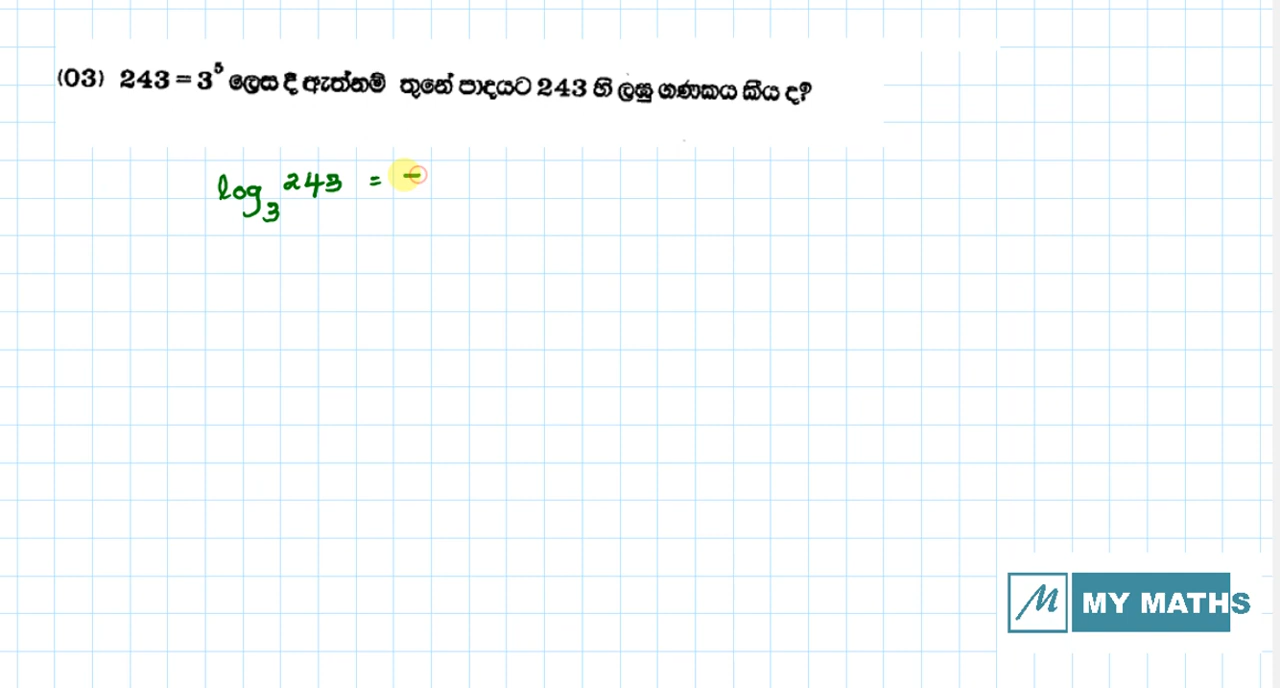 (03) 243 = 3⁵ ලෙස දී ඇත්නම් තුනේ පාදයට 243 හි ලඝු ගණකය කීය ද?
log₃ 243 =
M MY MATHS